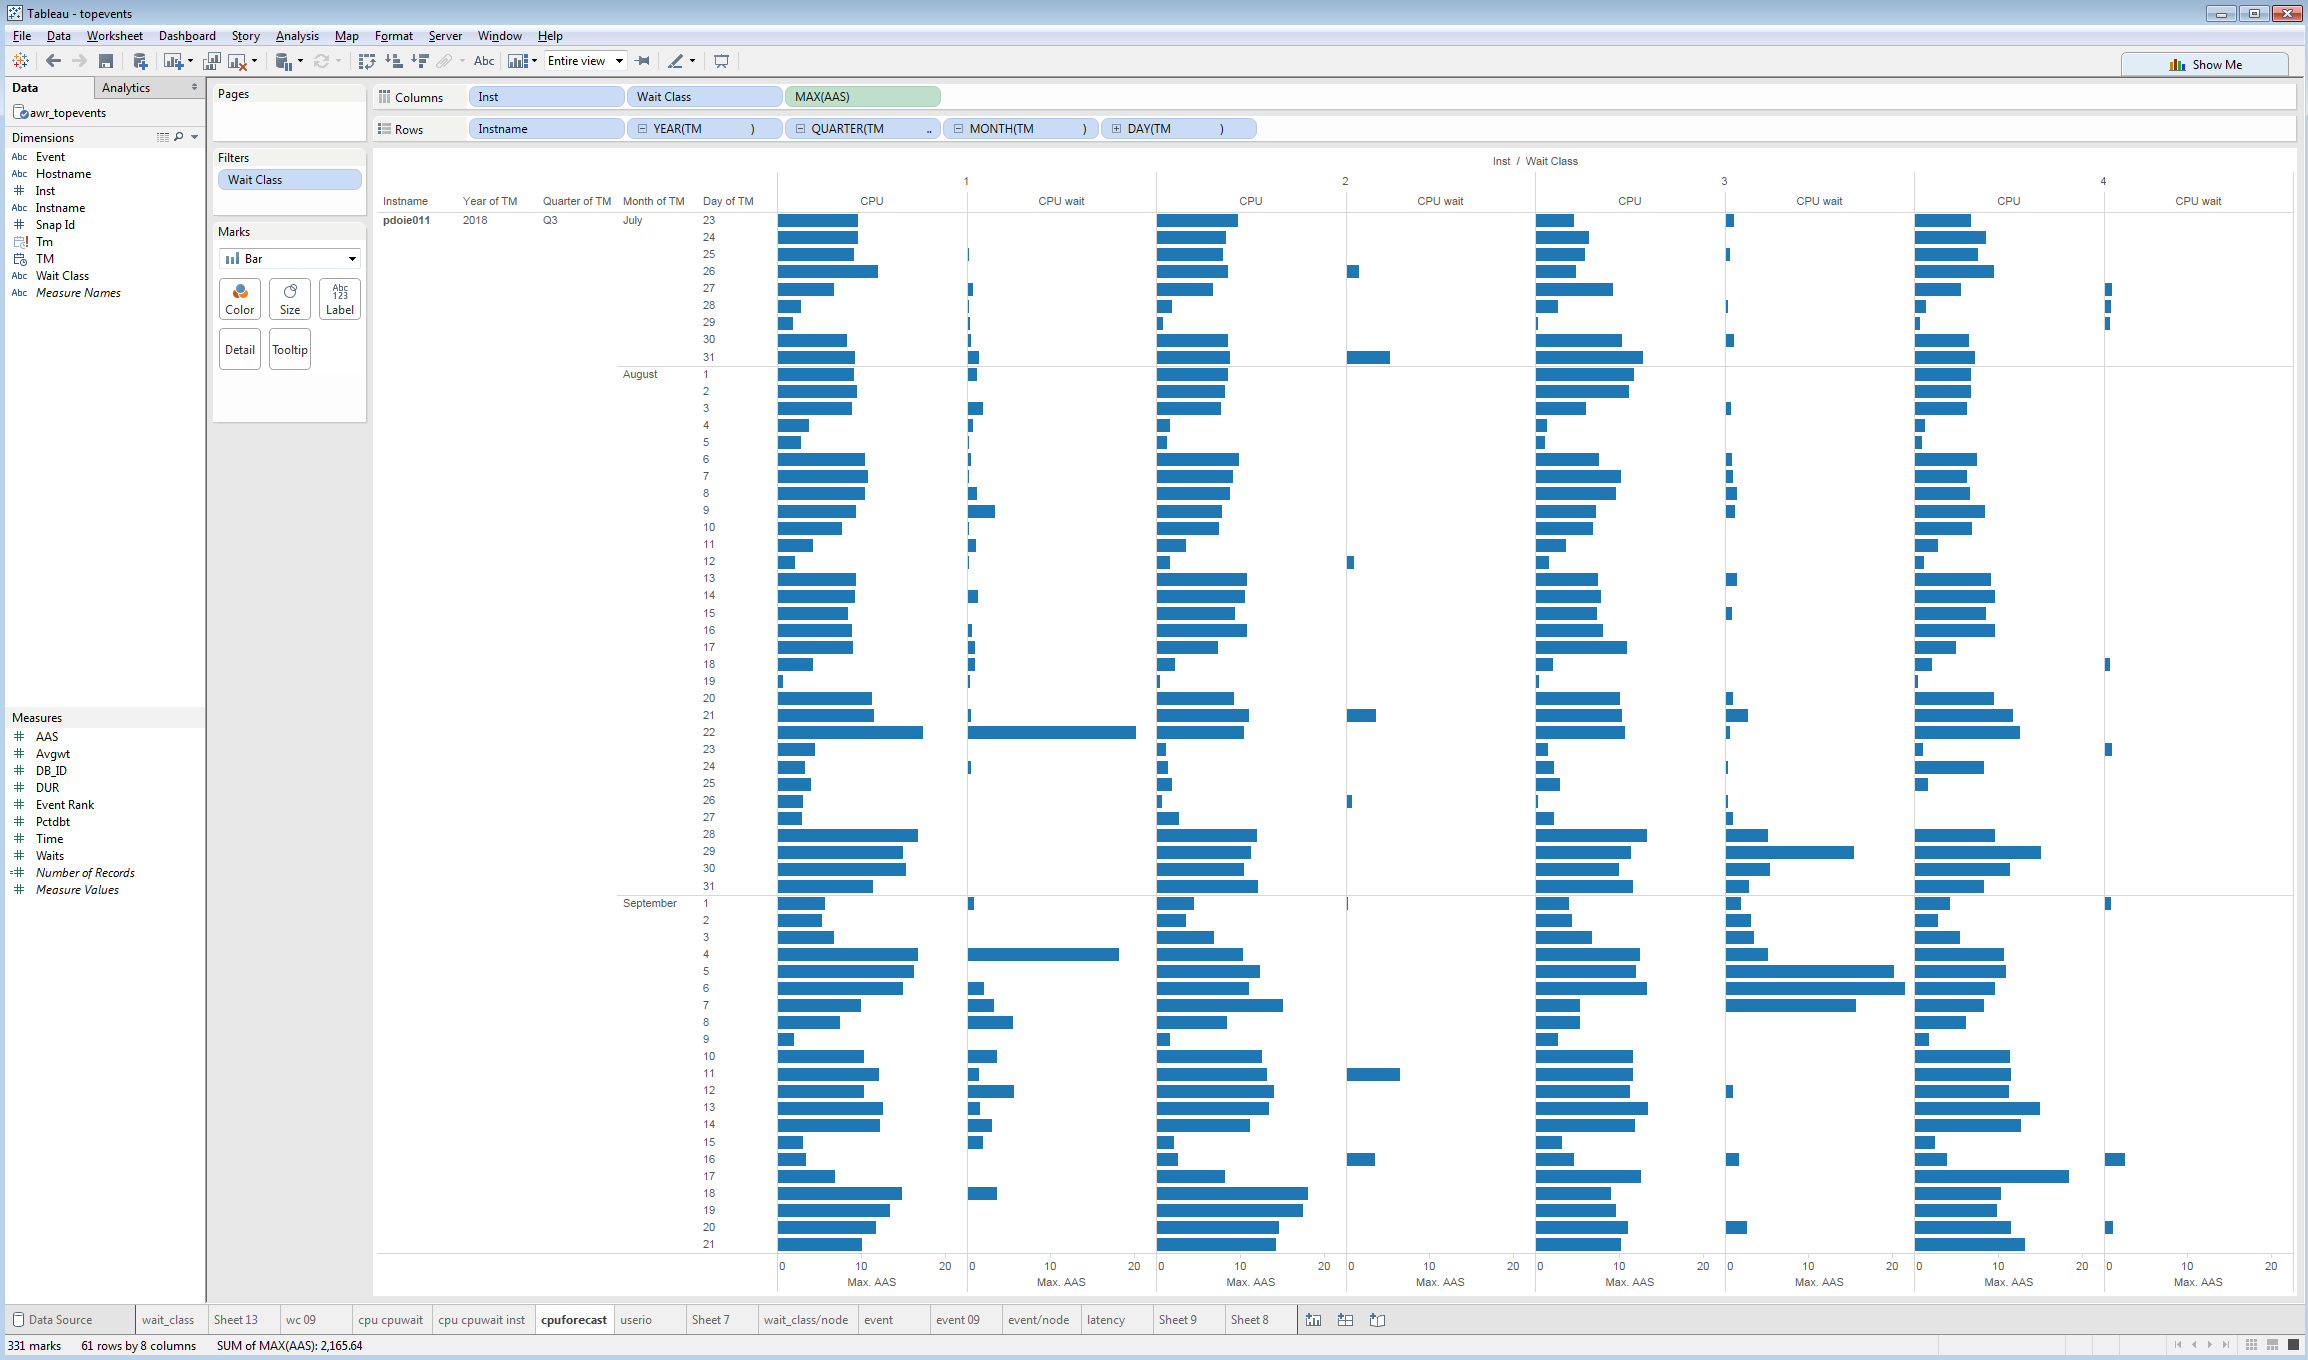 Tableau - topevents
File Data Worksheet Dashboard Story Analysis Map Format Server Window Help
Abc Entire view Show Me
Data Analytics
awr_topevents
Dimensions
Abc Event
Abc Hostname
Inst
Abc Instname
Snap Id
Tm
TM
Abc Wait Class
Abc Measure Names
Measures
AAS
Avgwt
DB_ID
DUR
Event Rank
Pctdbt
Time
Waits
Number of Records
Measure Values
Pages
Filters
Wait Class
Marks
Bar
Color Size Abc 123 Label
Detail Tooltip
Columns Inst Wait Class MAX(AAS)
Rows Instname YEAR(TM ) QUARTER(TM .. MONTH(TM ) DAY(TM )
Inst / Wait Class
1 2 3 4
Instname Year of TM Quarter of TM Month of TM Day of TM CPU CPU wait CPU CPU wait CPU CPU wait CPU CPU wait
pdoie011 2018 Q3 July 23
24
25
26
27
28
29
30
31
August 1
2
3
4
5
6
7
8
9
10
11
12
13
14
15
16
17
18
19
20
21
22
23
24
25
26
27
28
29
30
31
September 1
2
3
4
5
6
7
8
9
10
11
12
13
14
15
16
17
18
19
20
21
0 10 20 0 10 20 0 10 20 0 10 20 0 10 20 0 10 20 0 10 20 0 10 20
Max. AAS Max. AAS Max. AAS Max. AAS Max. AAS Max. AAS Max. AAS Max. AAS
Data Source wait_class Sheet 13 wc 09 cpu cpuwait cpu cpuwait inst cpuforecast userio Sheet 7 wait_class/node event event 09 event/node latency Sheet 9 Sheet 8
331 marks 61 rows by 8 columns SUM of MAX(AAS): 2,165.64